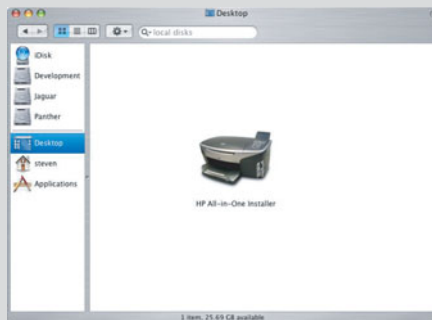 Desktop
local disks
iDisk
Development
Jaguar
Panther
Desktop
steven
Applications
HP All-in-One Installer
1 item, 25.69 GB available